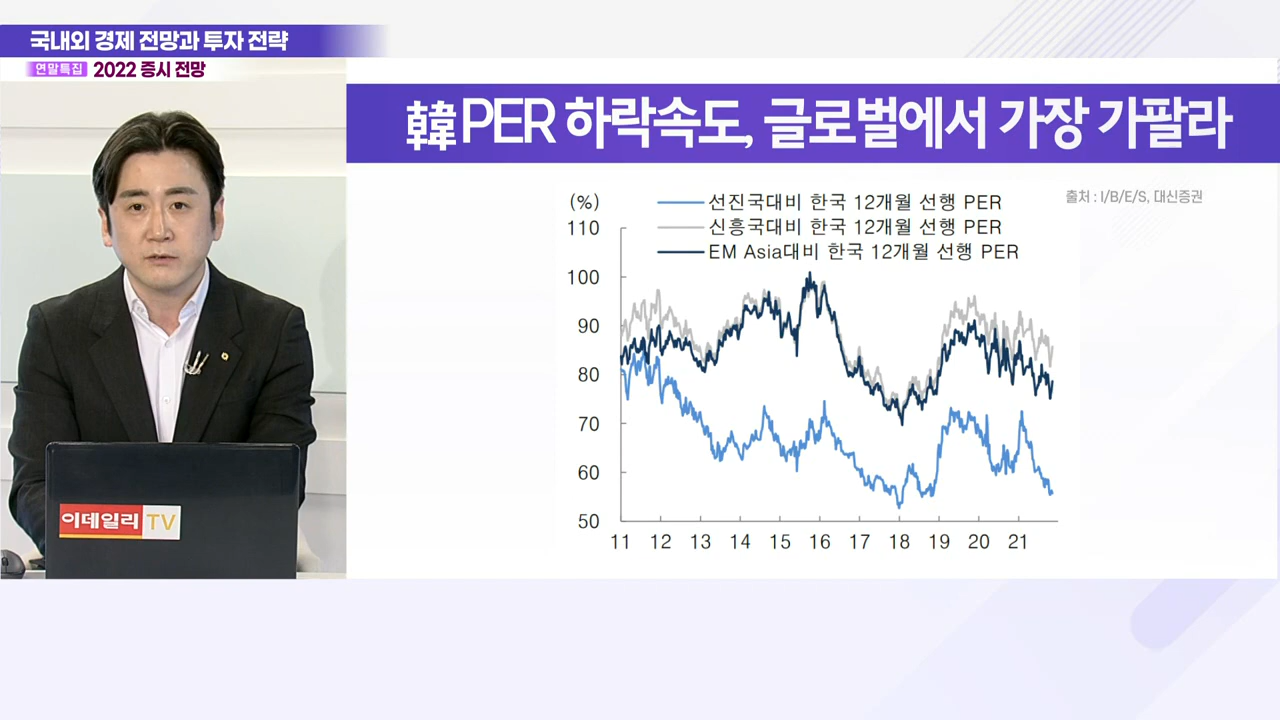 국내외 경제 전망과 투자 전략
연말특집 2022 증시 전망
韓 PER 하락속도, 글로벌에서 가장 가팔라
출처 : I/B/E/S, 대신증권
(%)
선진국대비 한국 12개월 선행 PER
신흥국대비 한국 12개월 선행 PER
EM Asia대비 한국 12개월 선행 PER
110
100
90
80
70
60
50
11 12 13 14 15 16 17 18 19 20 21
이데일리 TV